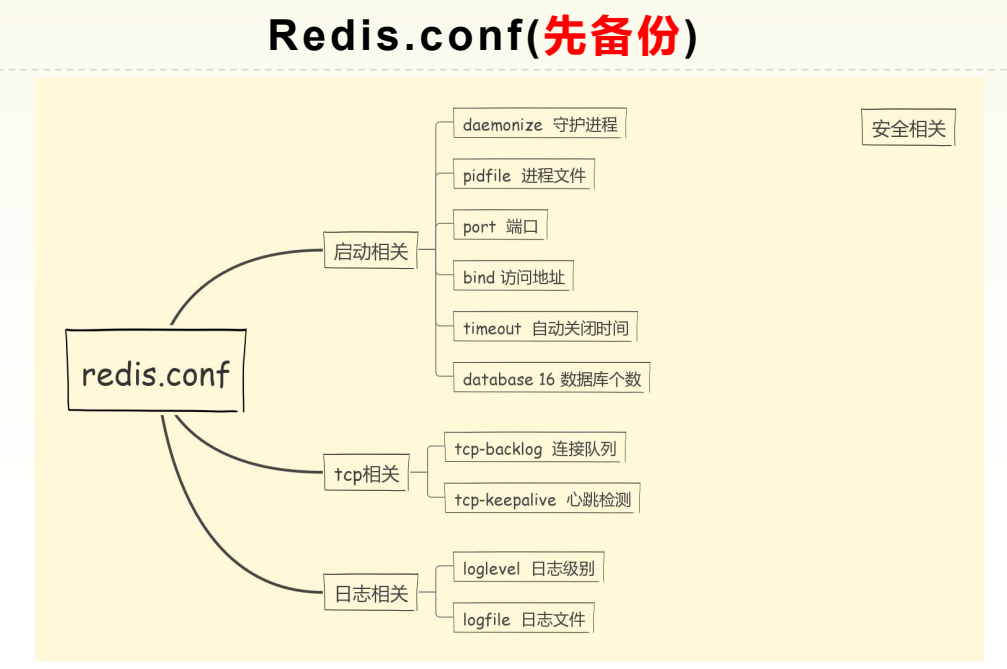 Redis.conf(先备份)
redis.conf
启动相关
daemonize 守护进程
pidfile 进程文件
port 端口
bind 访问地址
timeout 自动关闭时间
database 16 数据库个数
tcp相关
tcp-backlog 连接队列
tcp-keepalive 心跳检测
日志相关
loglevel 日志级别
logfile 日志文件
安全相关